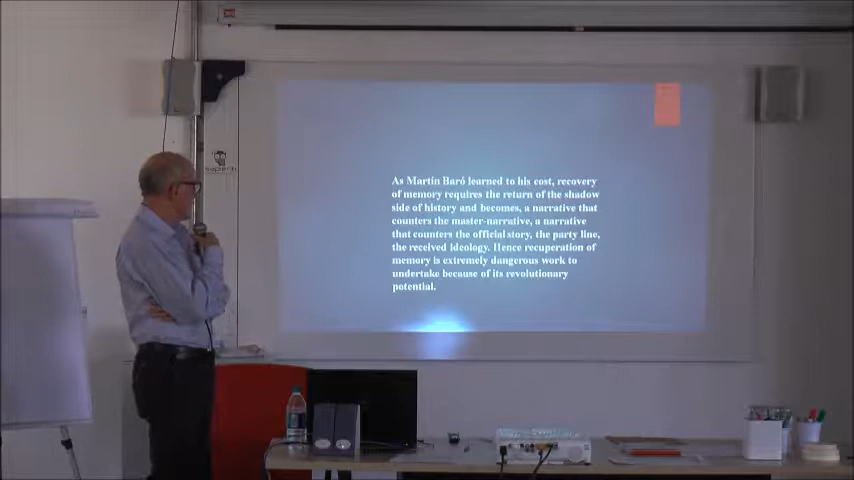 As Martín Baró learned to his cost, recovery
of memory requires the return of the shadow
side of history and becomes, a narrative that
counters the master-narrative, a narrative
that counters the official story, the party line,
the received ideology. Hence recuperation of
memory is extremely dangerous work to
undertake because of its revolutionary
potential.